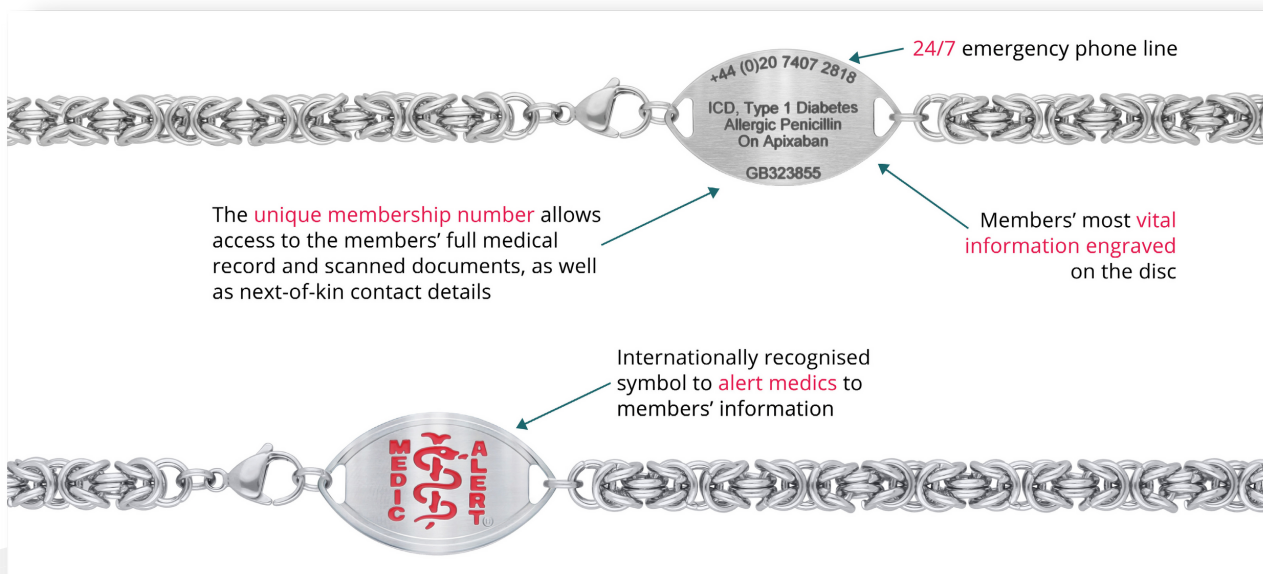 24/7 emergency phone line
+44 (0)20 7407 2818
ICD, Type 1 Diabetes
Allergic Penicillin
On Apixaban
GB323855
The unique membership number allows
access to the members’ full medical
record and scanned documents, as well
as next-of-kin contact details
Members’ most vital
information engraved
on the disc
Internationally recognised
symbol to alert medics to
members’ information
MEDIC
ALERT®